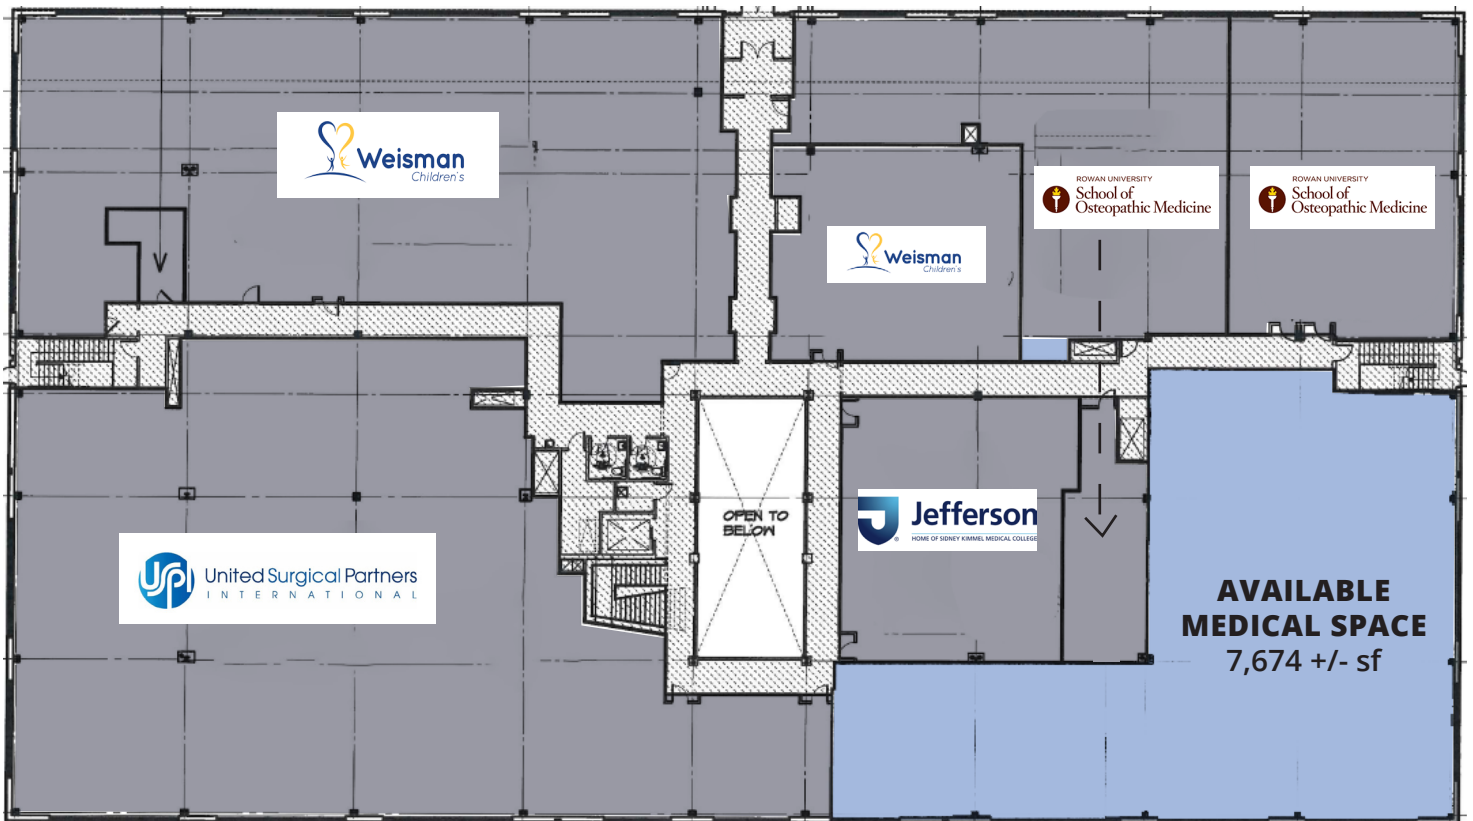 Weisman
Children's
ROWAN UNIVERSITY
School of
Osteopathic Medicine
ROWAN UNIVERSITY
School of
Osteopathic Medicine
Weisman
Children's
OPEN TO
BELOW
Jefferson
HOME OF SIDNEY KIMMEL MEDICAL COLLEGE
USPI
United Surgical Partners
INTERNATIONAL
AVAILABLE
MEDICAL SPACE
7,674 +/- sf